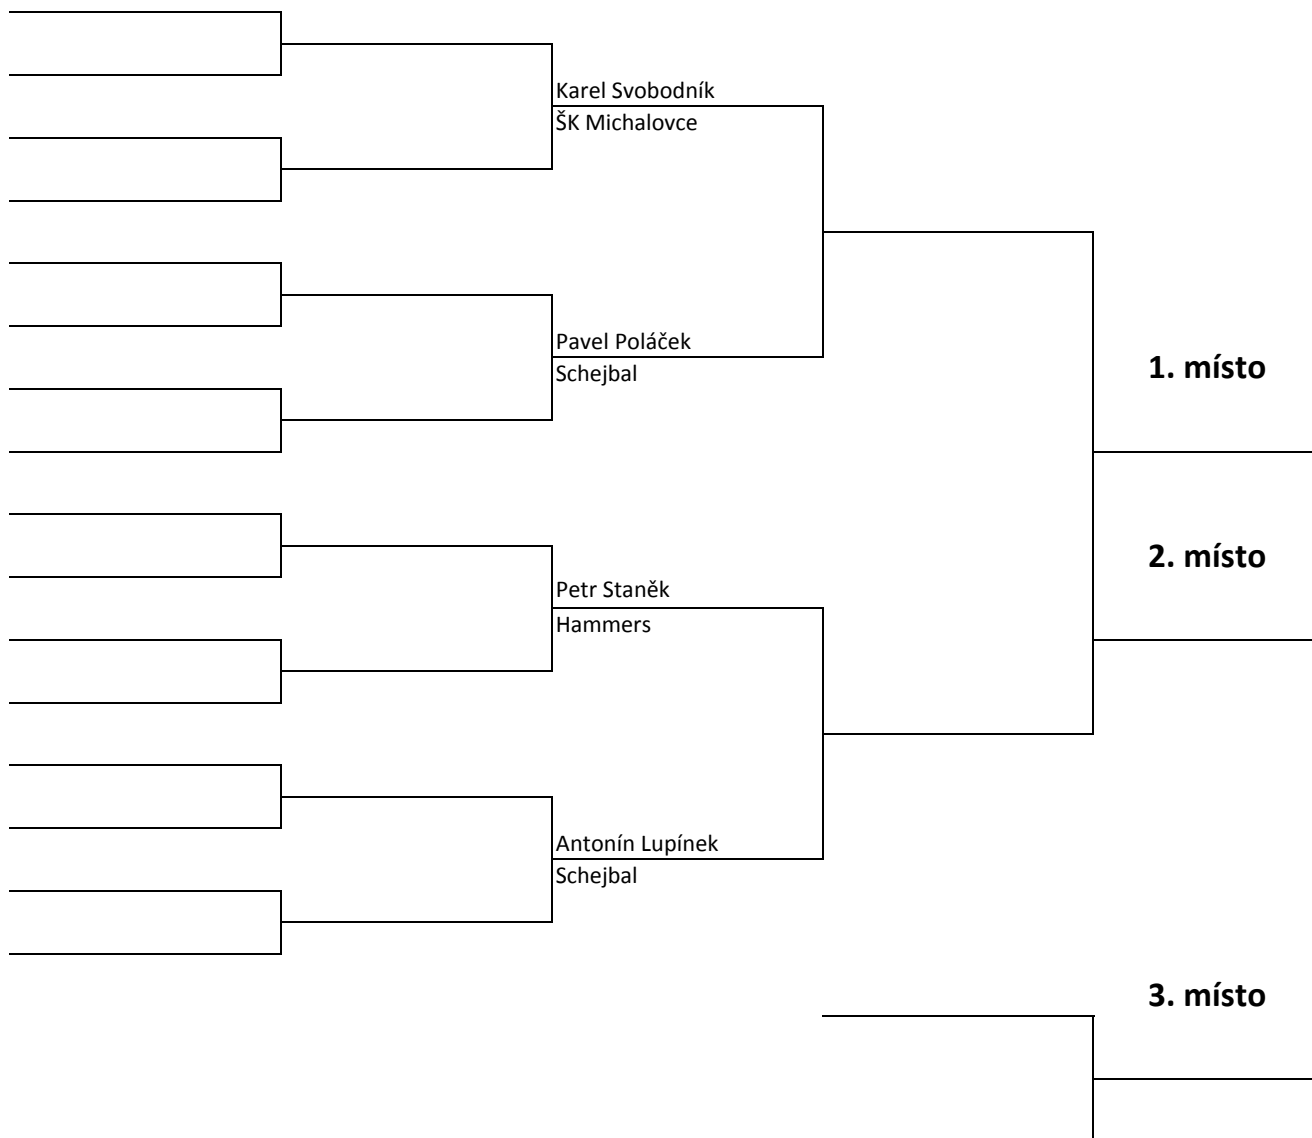 Karel Svobodník
ŠK Michalovce
Pavel Poláček
Schejbal
1. místo
2. místo
Petr Staněk
Hammers
Antonín Lupínek
Schejbal
3. místo